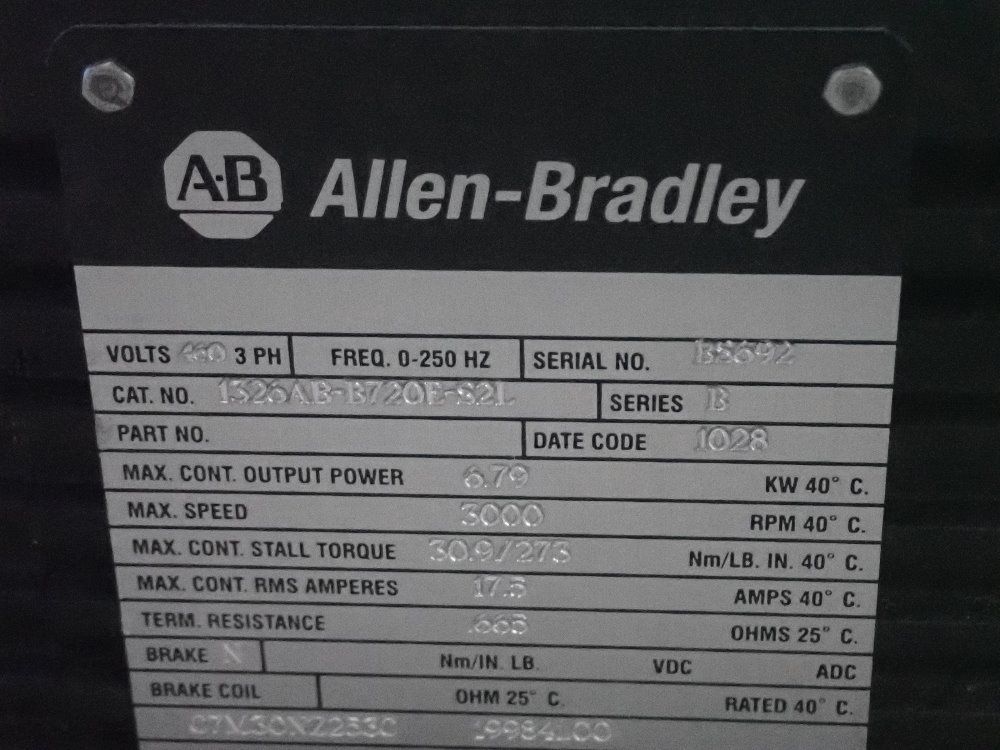 A·B Allen-Bradley
VOLTS 460 3 PH FREQ. 0-250 HZ SERIAL NO.
CAT. NO. 1326AB-B720E-S2L SERIES B
PART NO. DATE CODE 1028
MAX. CONT. OUTPUT POWER 6.79 KW 40° C.
MAX. SPEED 3000 RPM 40° C.
MAX. CONT. STALL TORQUE 30.9/273 Nm/LB. IN. 40° C.
MAX. CONT. RMS AMPERES 17.5 AMPS 40° C.
TERM. RESISTANCE OHMS 25° C.
BRAKE N Nm/IN. LB. VDC ADC
BRAKE COIL OHM 25° C. RATED 40° C.